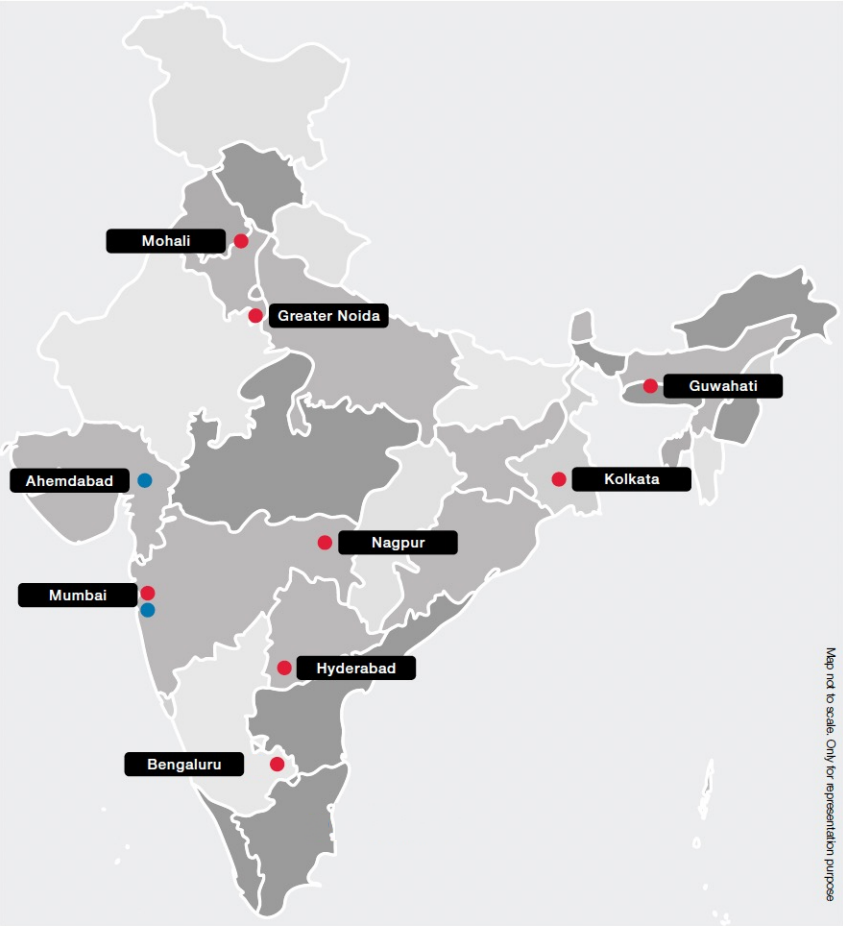 Mohali
Greater Noida
Guwahati
Ahemdabad
Kolkata
Nagpur
Mumbai
Hyderabad
Bengaluru
Map not to scale. Only for representation purpose